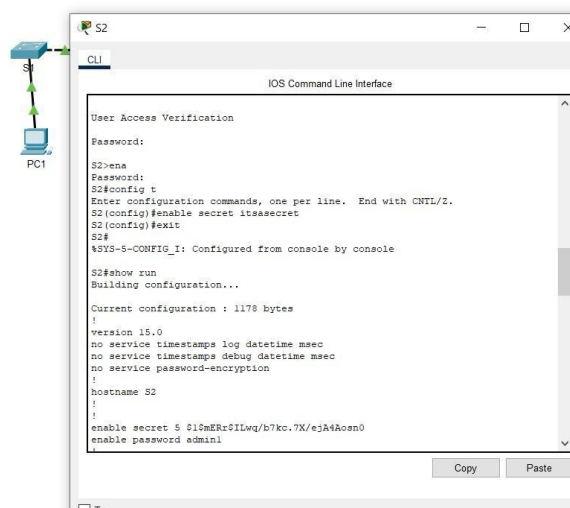 S2
CLI
IOS Command Line Interface
User Access Verification
Password:
S2>ena
Password:
S2#config t
Enter configuration commands, one per line. End with CNTL/Z.
S2(config)#enable secret itsasecret
S2(config)#exit
S2#
%SYS-5-CONFIG_I: Configured from console by console
S2#show run
Building configuration...
Current configuration : 1178 bytes
!
version 15.0
no service timestamps log datetime msec
no service timestamps debug datetime msec
no service password-encryption
!
hostname S2
!
!
enable secret 5 $1$mERr$ILwq/b7kc.7X/ejA4Aosn0
enable password admin1
!
Copy
Paste
S1
PC1